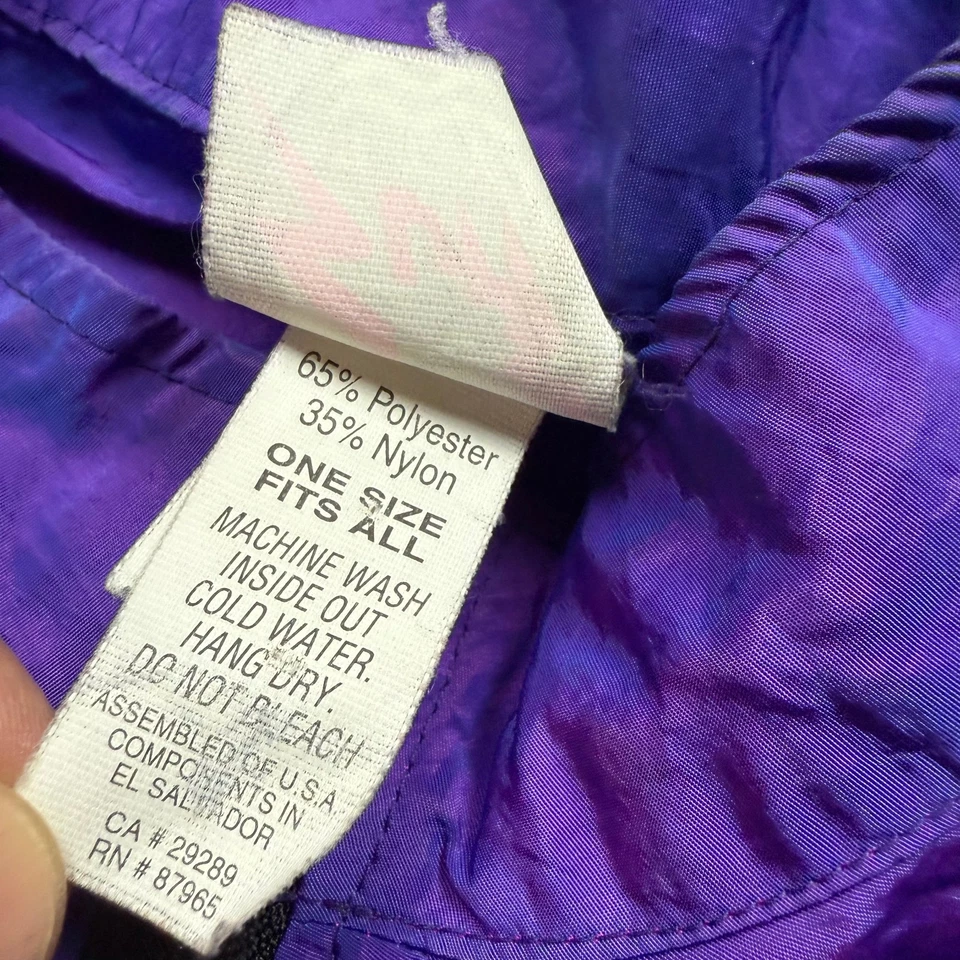 65% Polyester
35% Nylon
ONE SIZE
FITS ALL
MACHINE WASH
INSIDE OUT
COLD WATER.
HANG DRY.
DO NOT BLEACH
ASSEMBLED OF U.S.A.
COMPONENTS IN
EL SALVADOR
CA # 29289
RN # 87965